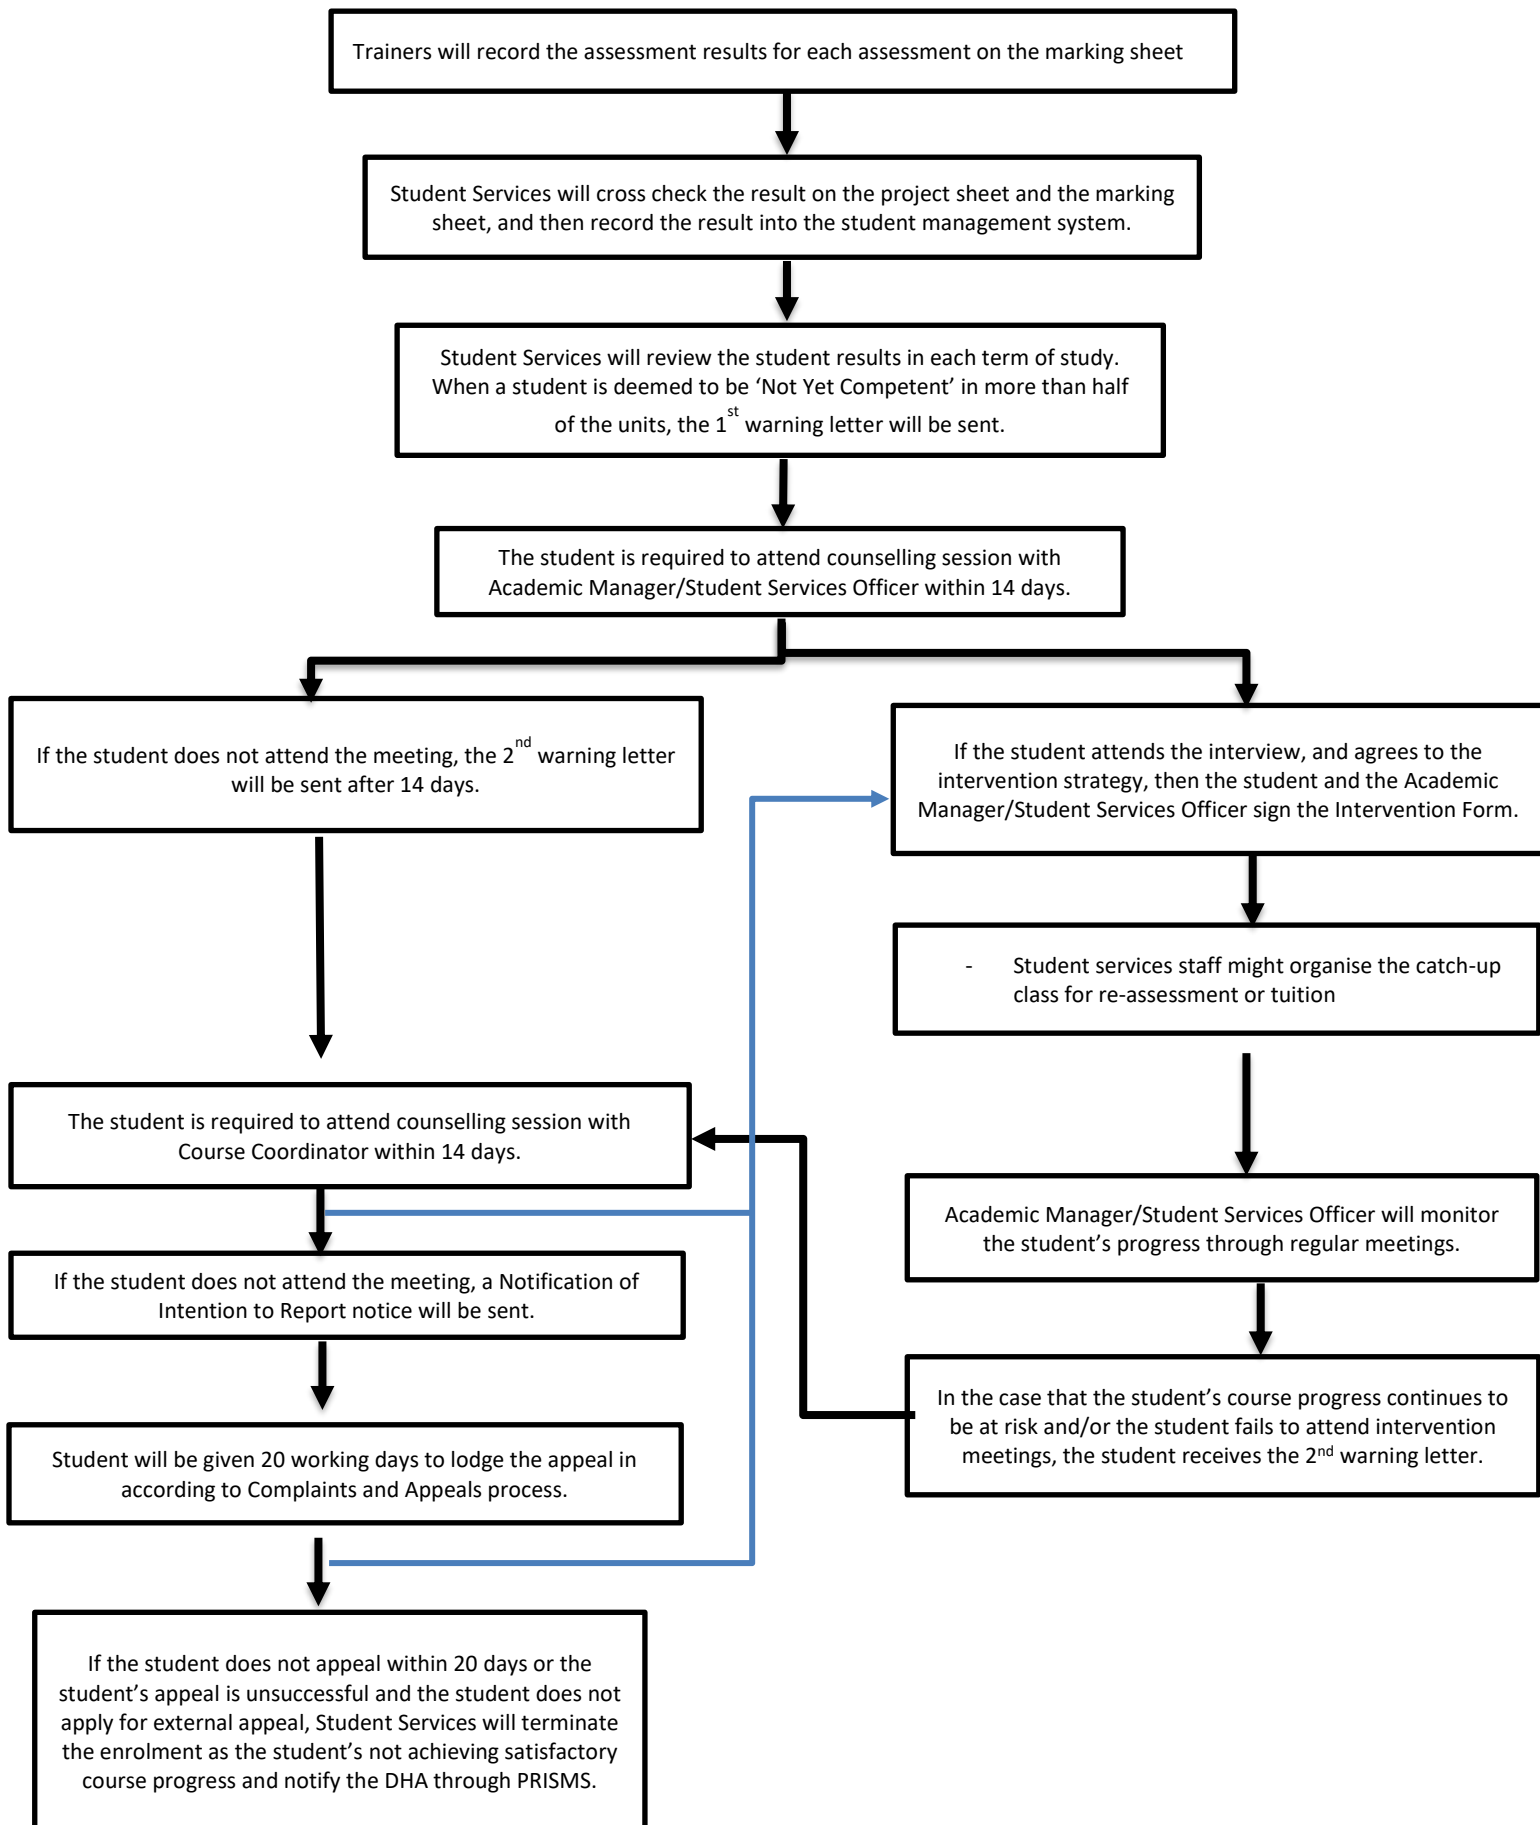 Trainers will record the assessment results for each assessment on the marking sheet
Student Services will cross check the result on the project sheet and the marking
sheet, and then record the result into the student management system.
Student Services will review the student results in each term of study.
When a student is deemed to be ‘Not Yet Competent’ in more than half
of the units, the 1st warning letter will be sent.
The student is required to attend counselling session with
Academic Manager/Student Services Officer within 14 days.
If the student does not attend the meeting, the 2nd warning letter
will be sent after 14 days.
If the student attends the interview, and agrees to the
intervention strategy, then the student and the Academic
Manager/Student Services Officer sign the Intervention Form.
- Student services staff might organise the catch-up
class for re-assessment or tuition
The student is required to attend counselling session with
Course Coordinator within 14 days.
Academic Manager/Student Services Officer will monitor
the student’s progress through regular meetings.
If the student does not attend the meeting, a Notification of
Intention to Report notice will be sent.
In the case that the student’s course progress continues to
be at risk and/or the student fails to attend intervention
meetings, the student receives the 2nd warning letter.
Student will be given 20 working days to lodge the appeal in
according to Complaints and Appeals process.
If the student does not appeal within 20 days or the
student’s appeal is unsuccessful and the student does not
apply for external appeal, Student Services will terminate
the enrolment as the student’s not achieving satisfactory
course progress and notify the DHA through PRISMS.